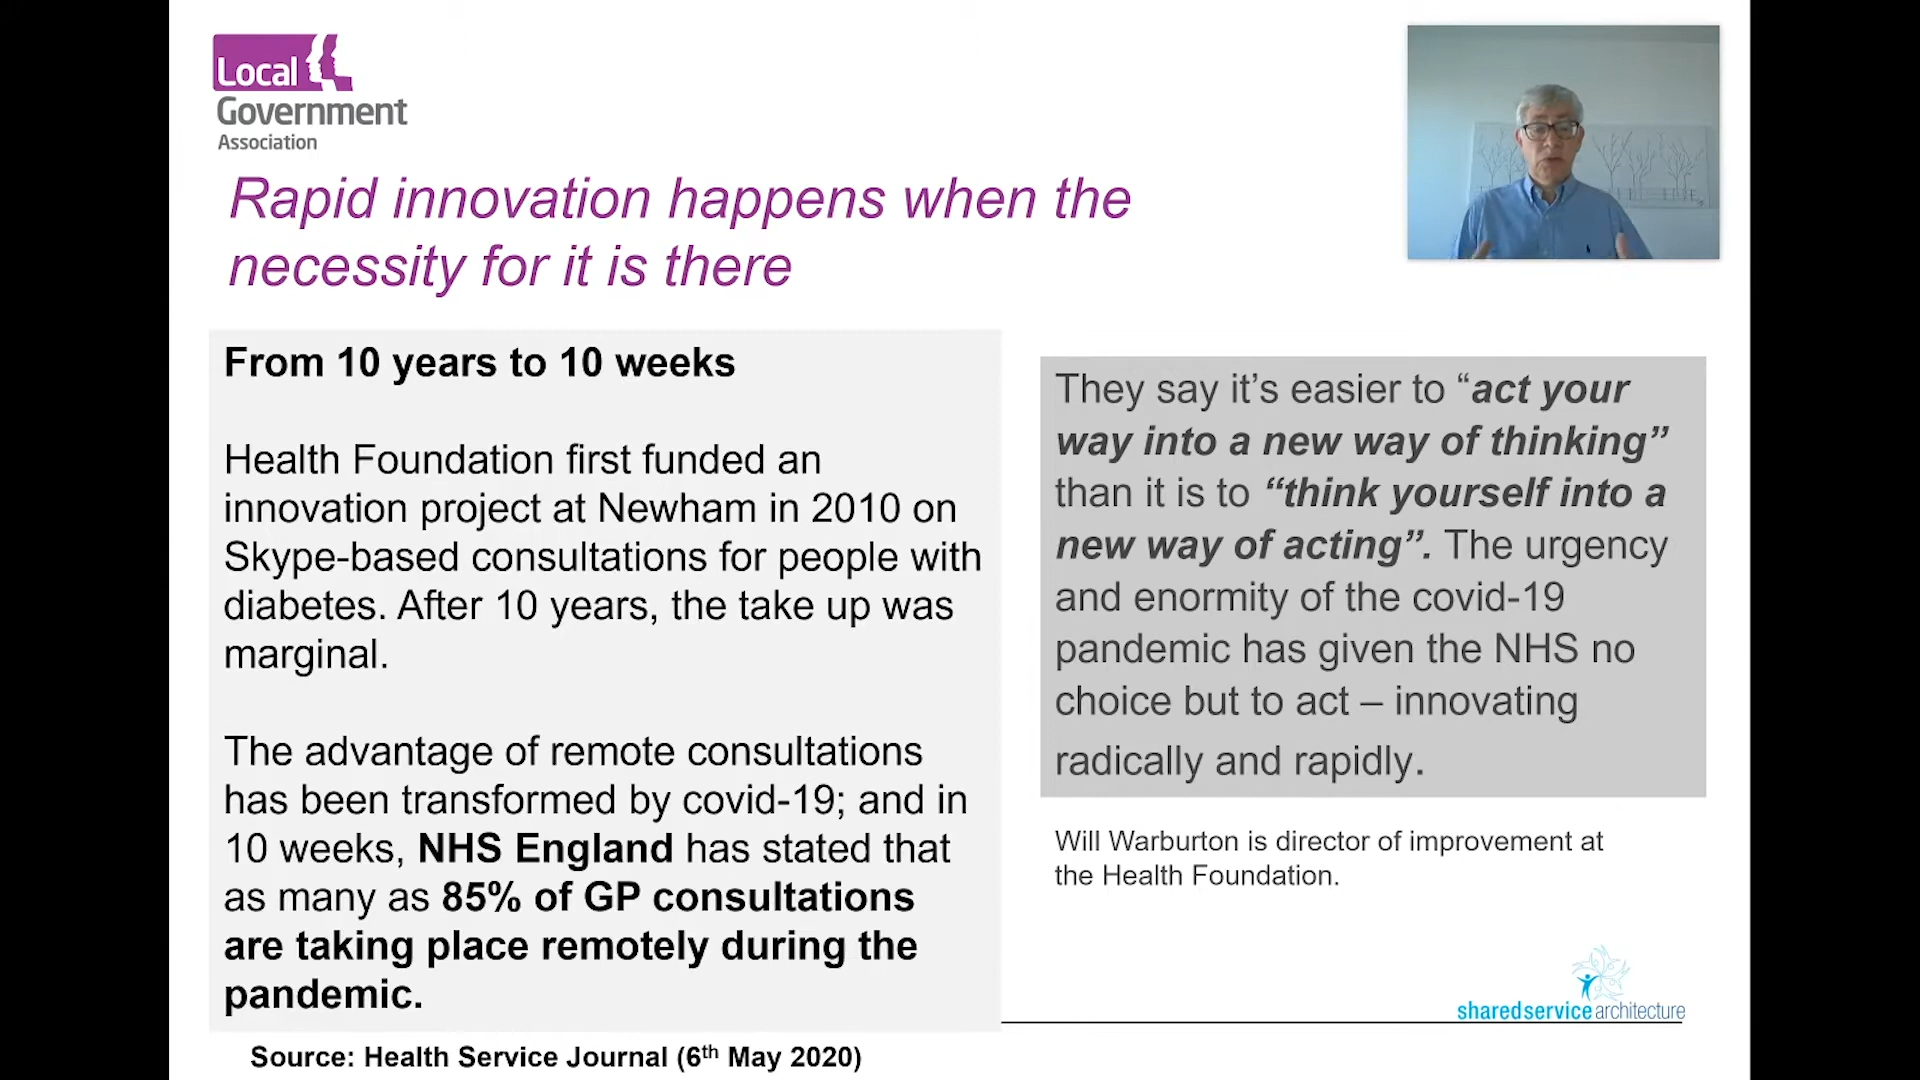 Local
Government
Association
Rapid innovation happens when the
necessity for it is there
From 10 years to 10 weeks
Health Foundation first funded an
innovation project at Newham in 2010 on
Skype-based consultations for people with
diabetes. After 10 years, the take up was
marginal.
The advantage of remote consultations
has been transformed by covid-19; and in
10 weeks, NHS England has stated that
as many as 85% of GP consultations
are taking place remotely during the
pandemic.
Source: Health Service Journal (6th May 2020)
They say it’s easier to “act your
way into a new way of thinking”
than it is to “think yourself into a
new way of acting”. The urgency
and enormity of the covid-19
pandemic has given the NHS no
choice but to act – innovating
radically and rapidly.
Will Warburton is director of improvement at
the Health Foundation.
sharedservicearchitecture